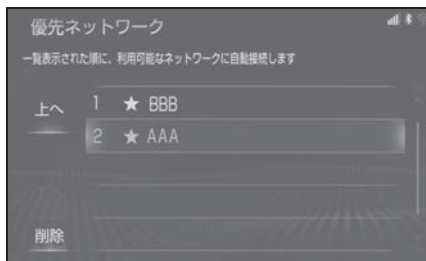 優先ネットワーク
一覧表示された順に、利用可能なネットワークに自動接続します
上へ
1 ★ BBB
2 ★ AAA
下へ
削除